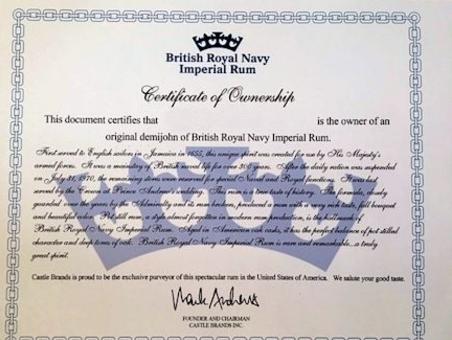 British Royal Navy
Imperial Rum
Certificate of Ownership
This document certifies that is the owner of an
original demijohn of British Royal Navy Imperial Rum.
First served to English sailors in Jamaica in 1655, this unique spirit was created for use by His Majesty's
armed forces. It was a mainstay of British naval life for over 300 years. After the daily ration was suspended
on July 31, 1970, the remaining stores were reserved for special Naval and Royal functions. It was last
served by the Crown at Prince Andrew's wedding. This rum is a true taste of history. The formula, zealously
guarded over the years by the Admiralty and its rum brokers, produced a rum with a very rich taste, full bouquet
and beautiful color. Pot still rum, a style almost forgotten in modern rum production, is the hallmark of
British Royal Navy Imperial Rum. Aged in American oak casks, it has the perfect balance of pot stilled
character and deep tones of oak. British Royal Navy Imperial Rum is rare and remarkable...a truly
great spirit.
Castle Brands is proud to be the exclusive purveyor of this spectacular rum in the United States of America. We salute your good taste.
Mark Andrews
FOUNDER AND CHAIRMAN
CASTLE BRANDS INC.